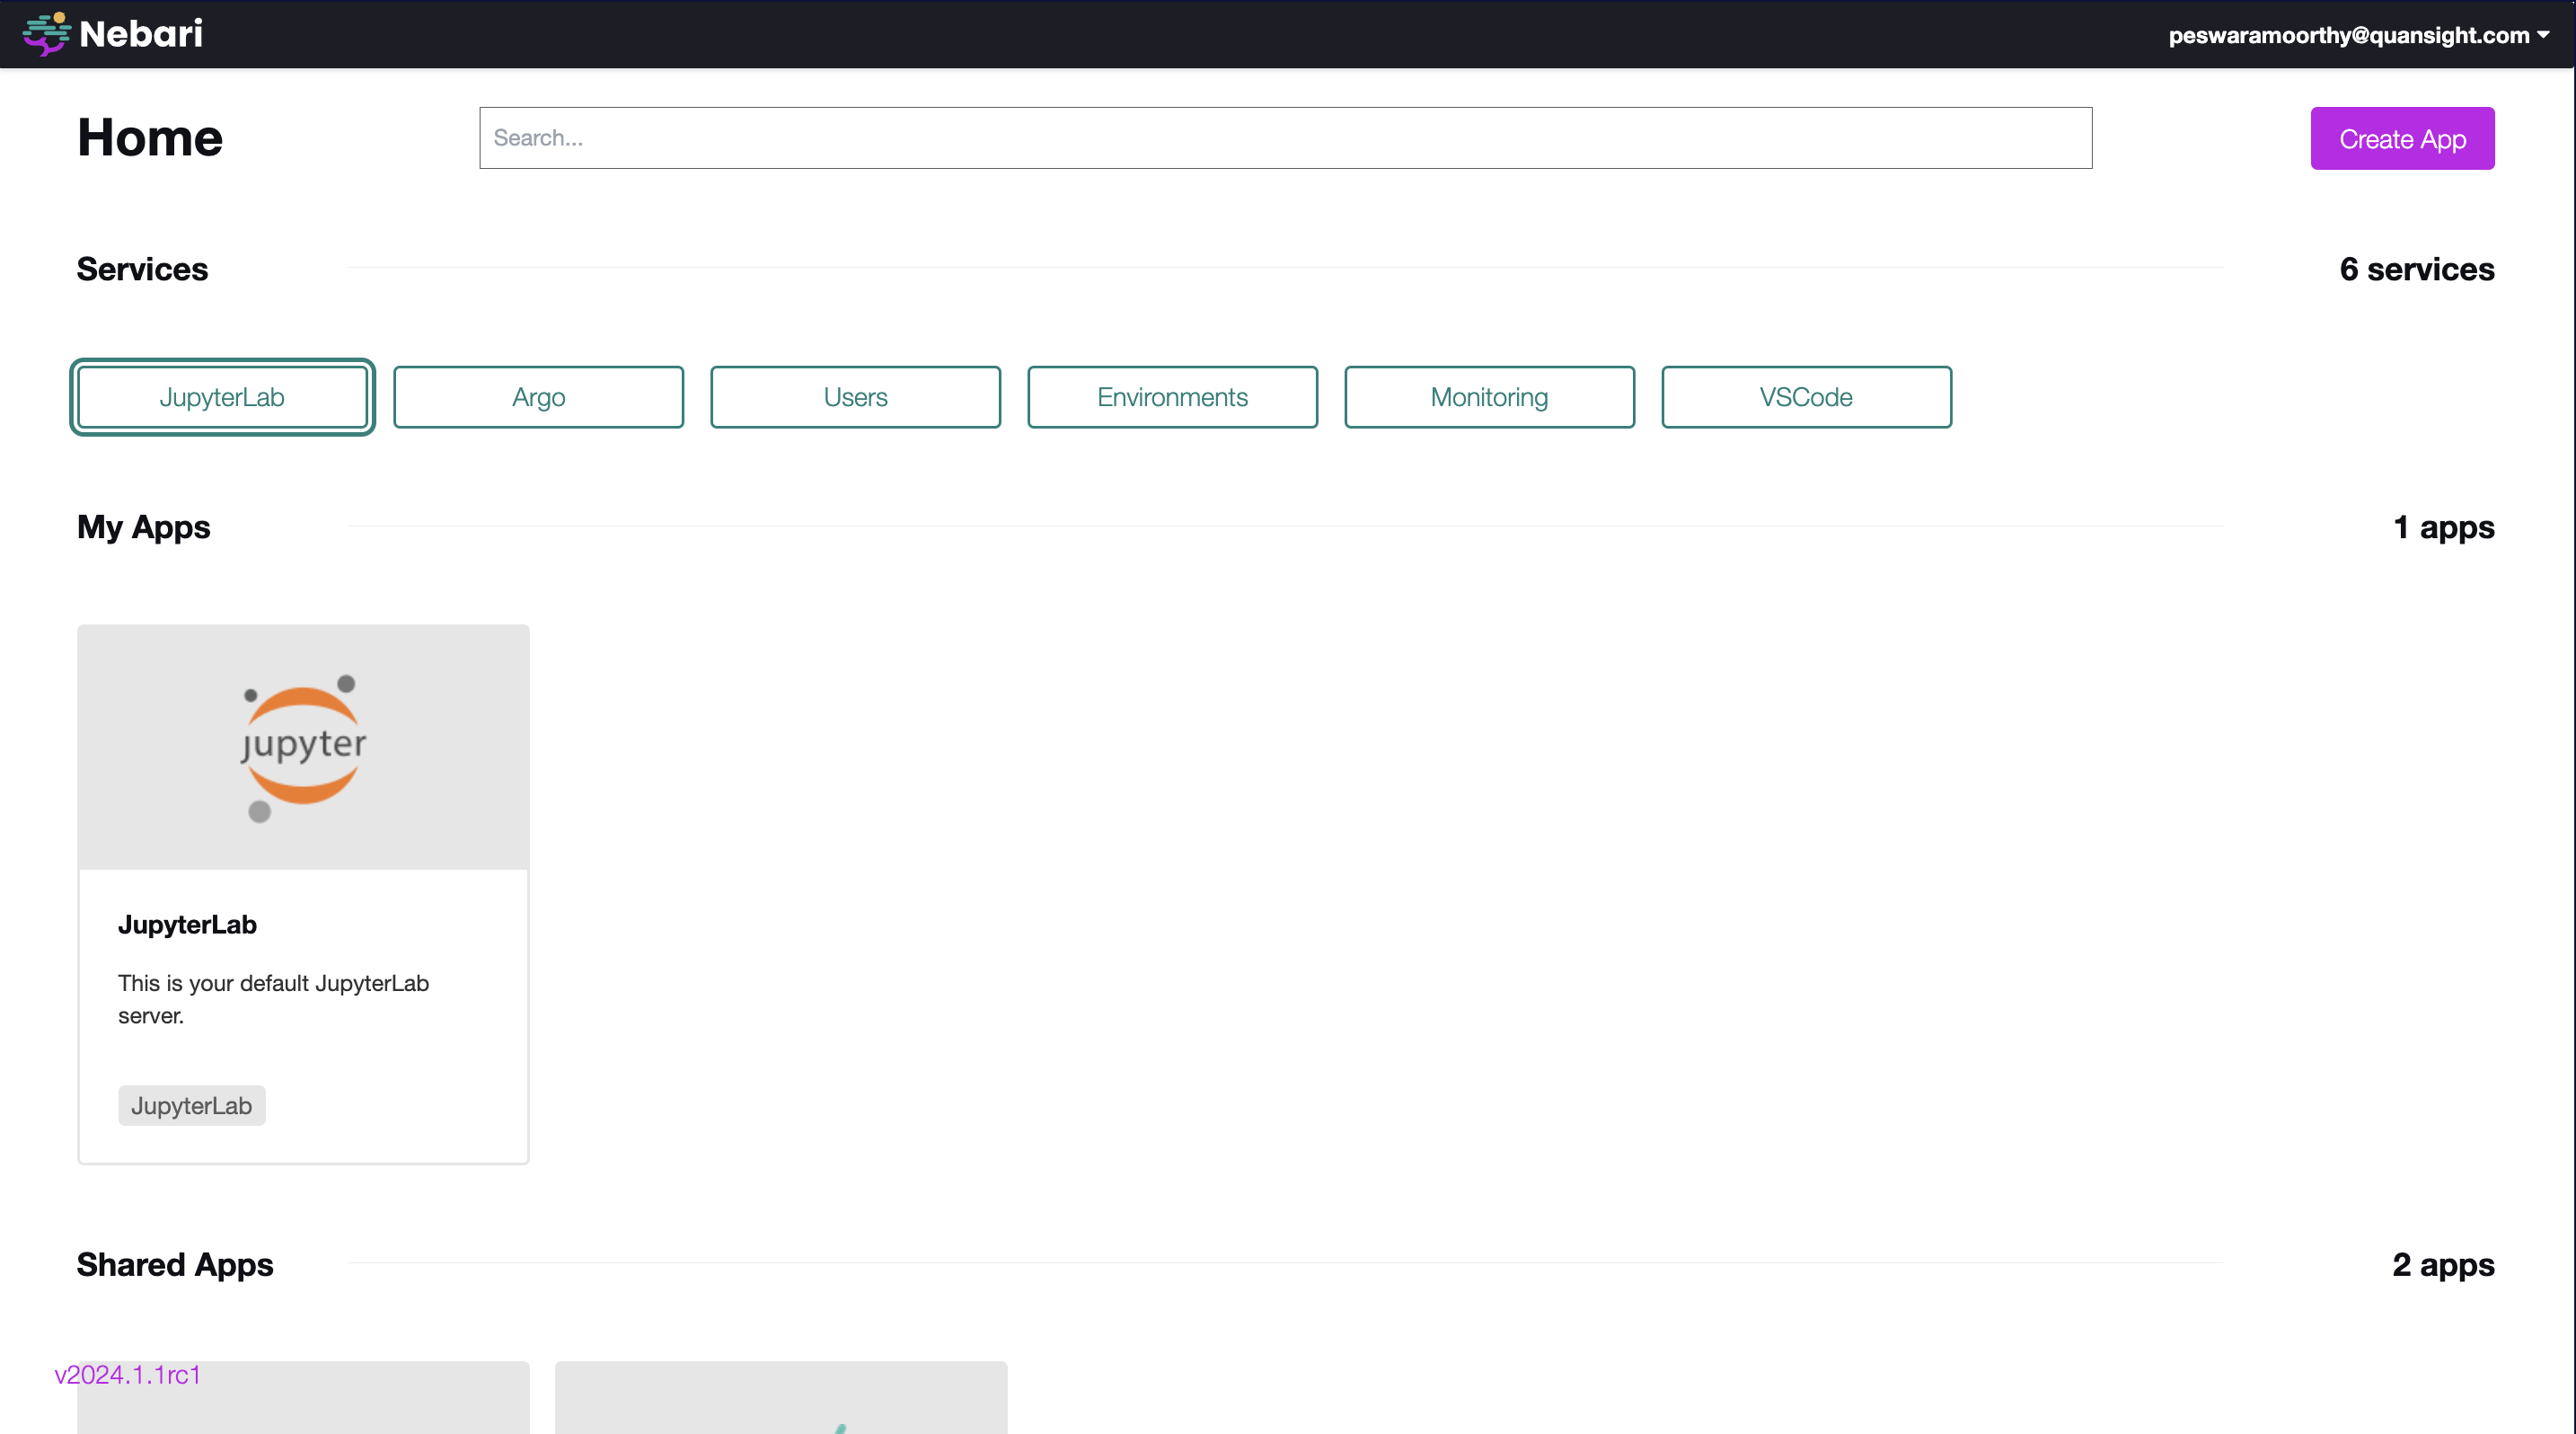 Nebari
peswaramoorthy@quansight.com
Home
Search...
Create App
Services
6 services
JupyterLab
Argo
Users
Environments
Monitoring
VSCode
My Apps
1 apps
jupyter
JupyterLab
This is your default JupyterLab
server.
JupyterLab
Shared Apps
2 apps
v2024.1.1rc1